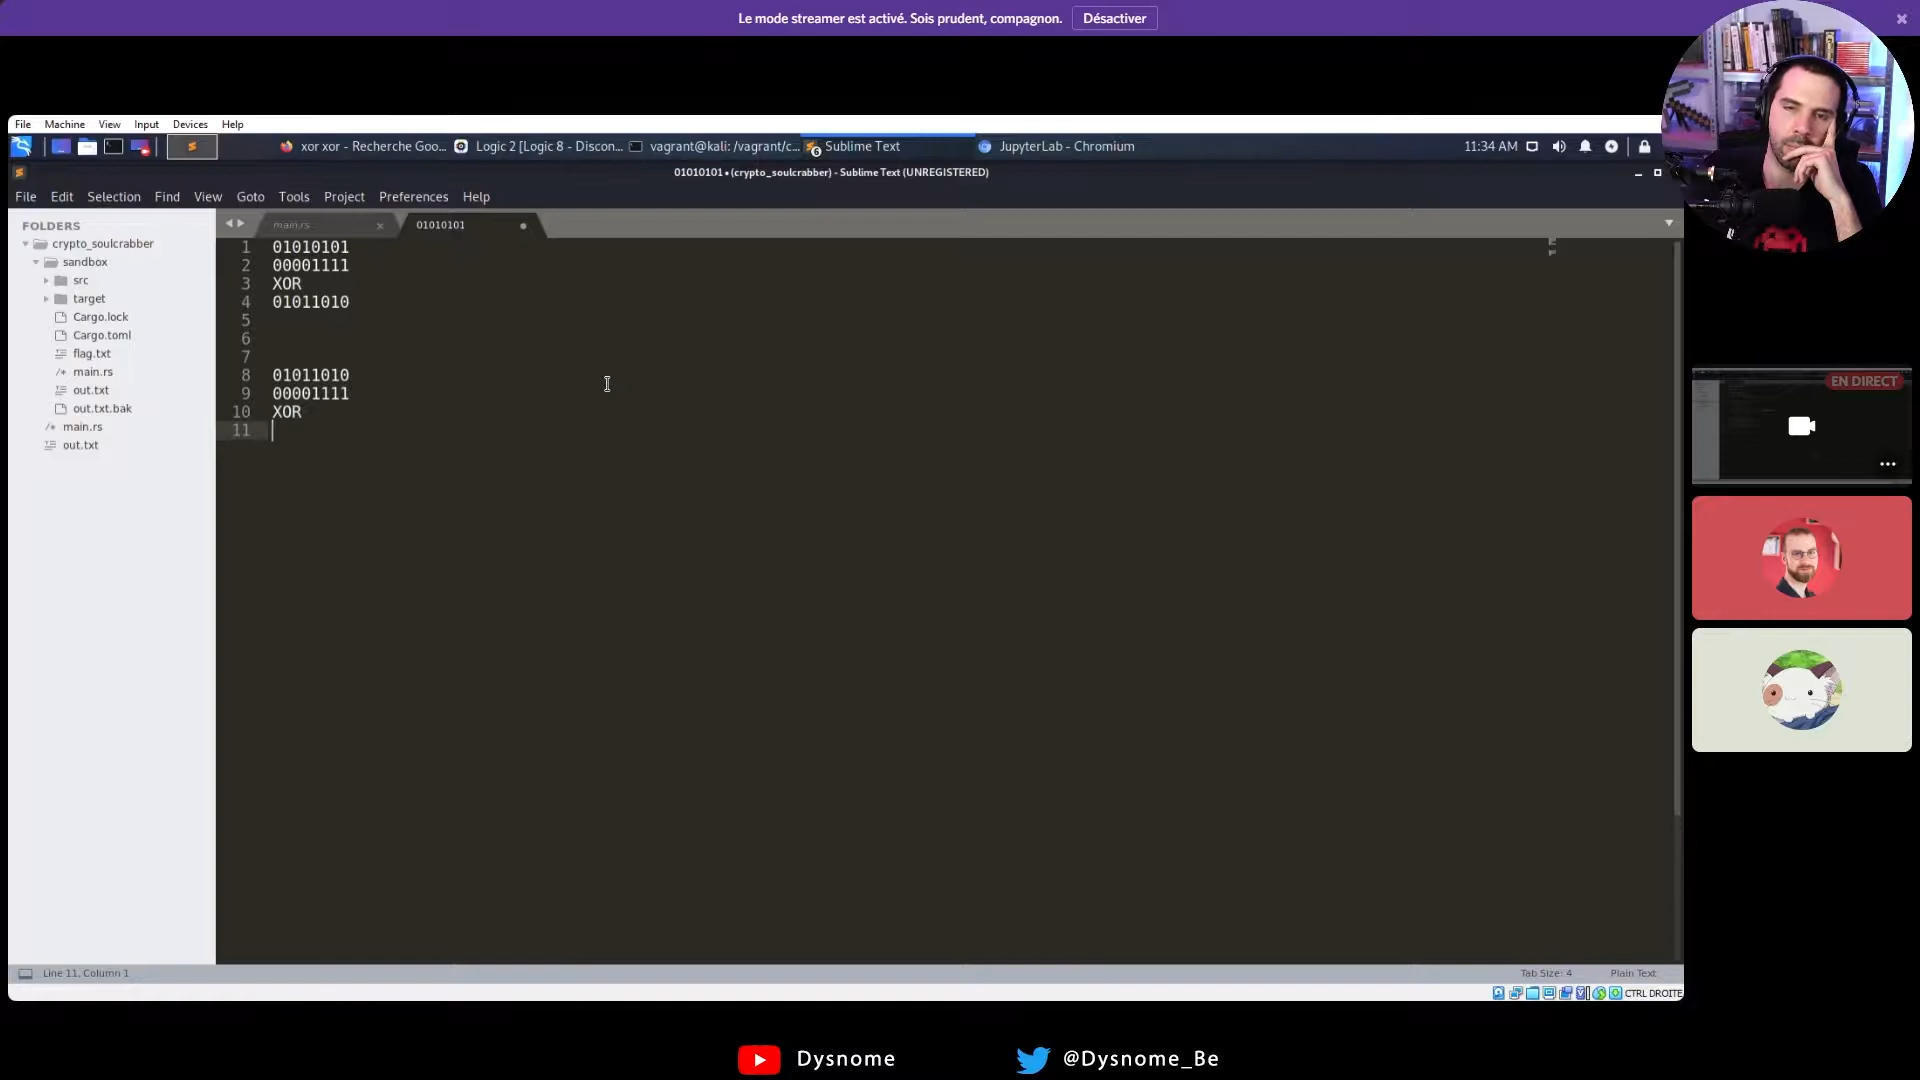 Le mode streamer est activé. Sois prudent, compagnon. Désactiver
File Machine View Input Devices Help
xor xor - Recherche Goo... Logic 2 [Logic 8 - Discon... vagrant@kali: /vagrant/c... 6 Sublime Text JupyterLab - Chromium 11:34 AM
01010101 • (crypto_soulcrabber) - Sublime Text (UNREGISTERED)
File Edit Selection Find View Goto Tools Project Preferences Help
FOLDERS
crypto_soulcrabber
sandbox
src
target
Cargo.lock
Cargo.toml
flag.txt
main.rs
out.txt
out.txt.bak
main.rs
out.txt
main.rs 01010101
1 01010101
2 00001111
3 XOR
4 01011010
5
6
7
8 01011010
9 00001111
10 XOR
11
EN DIRECT
Line 11, Column 1 Tab Size: 4 Plain Text
CTRL DROITE
Dysnome @Dysnome_Be